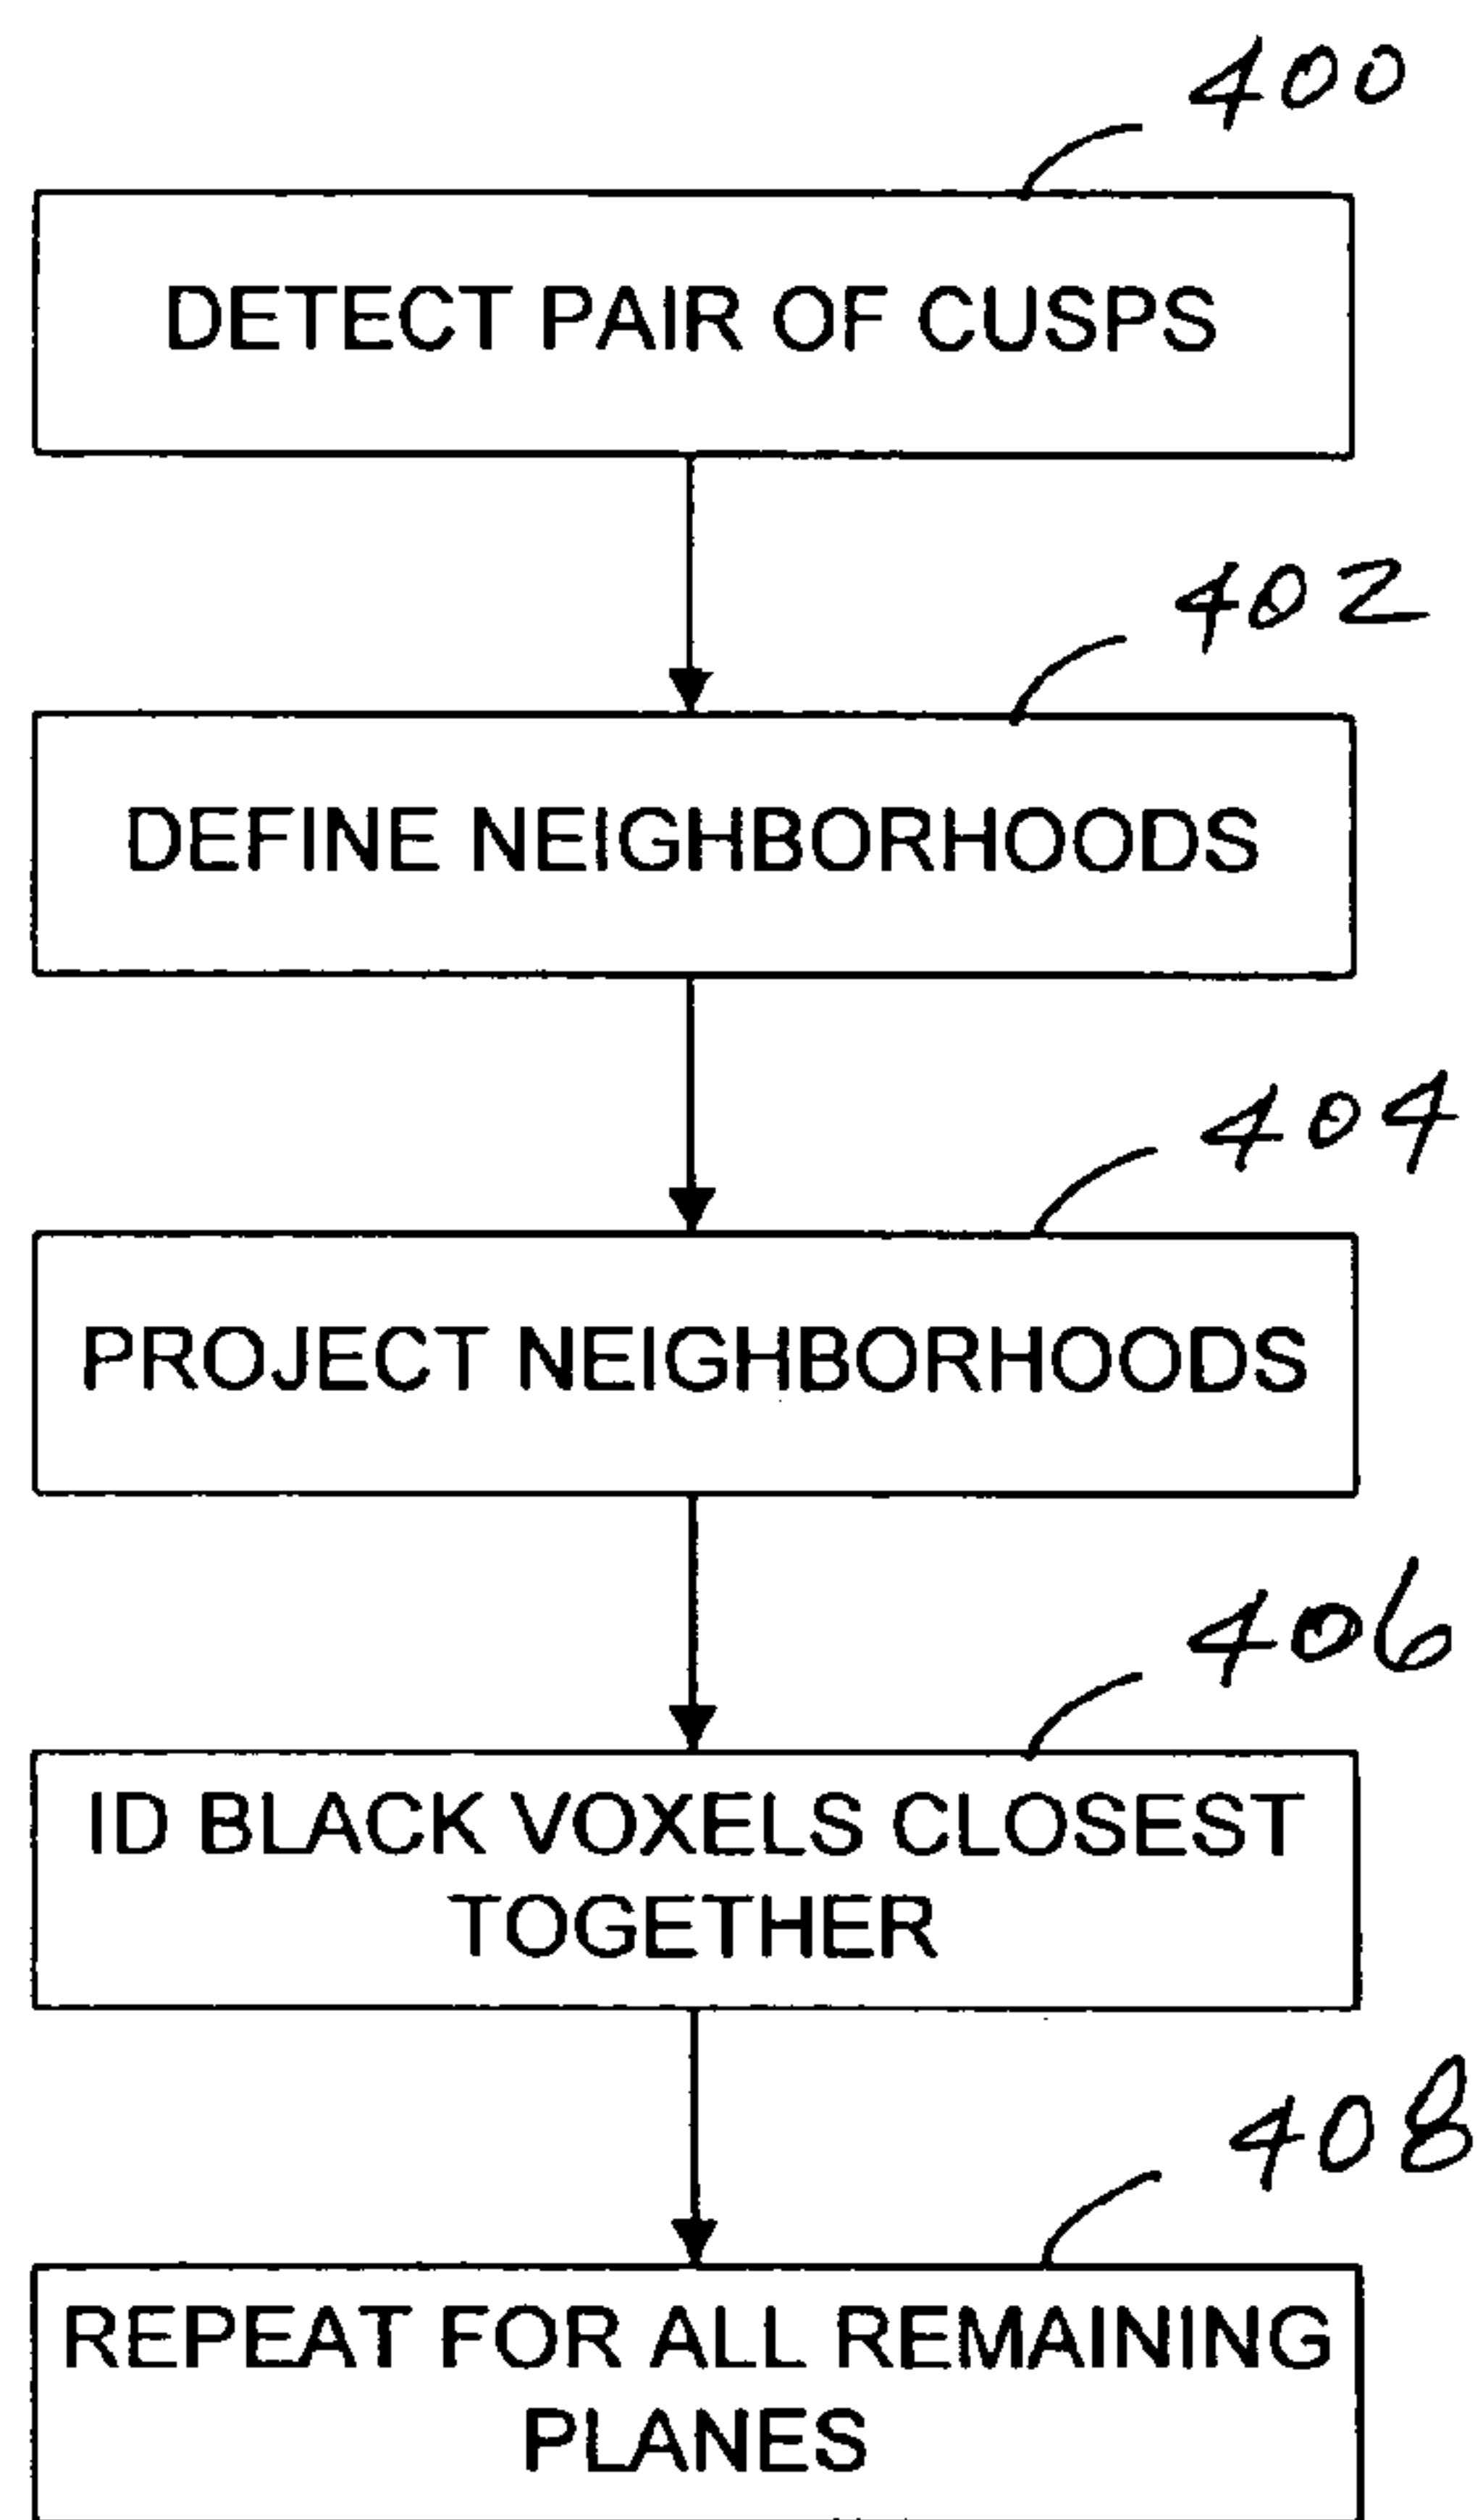 400
DETECT PAIR OF CUSPS
402
DEFINE NEIGHBORHOODS
404
PROJECT NEIGHBORHOODS
406
ID BLACK VOXELS CLOSEST
TOGETHER
408
REPEAT FOR ALL REMAINING
PLANES